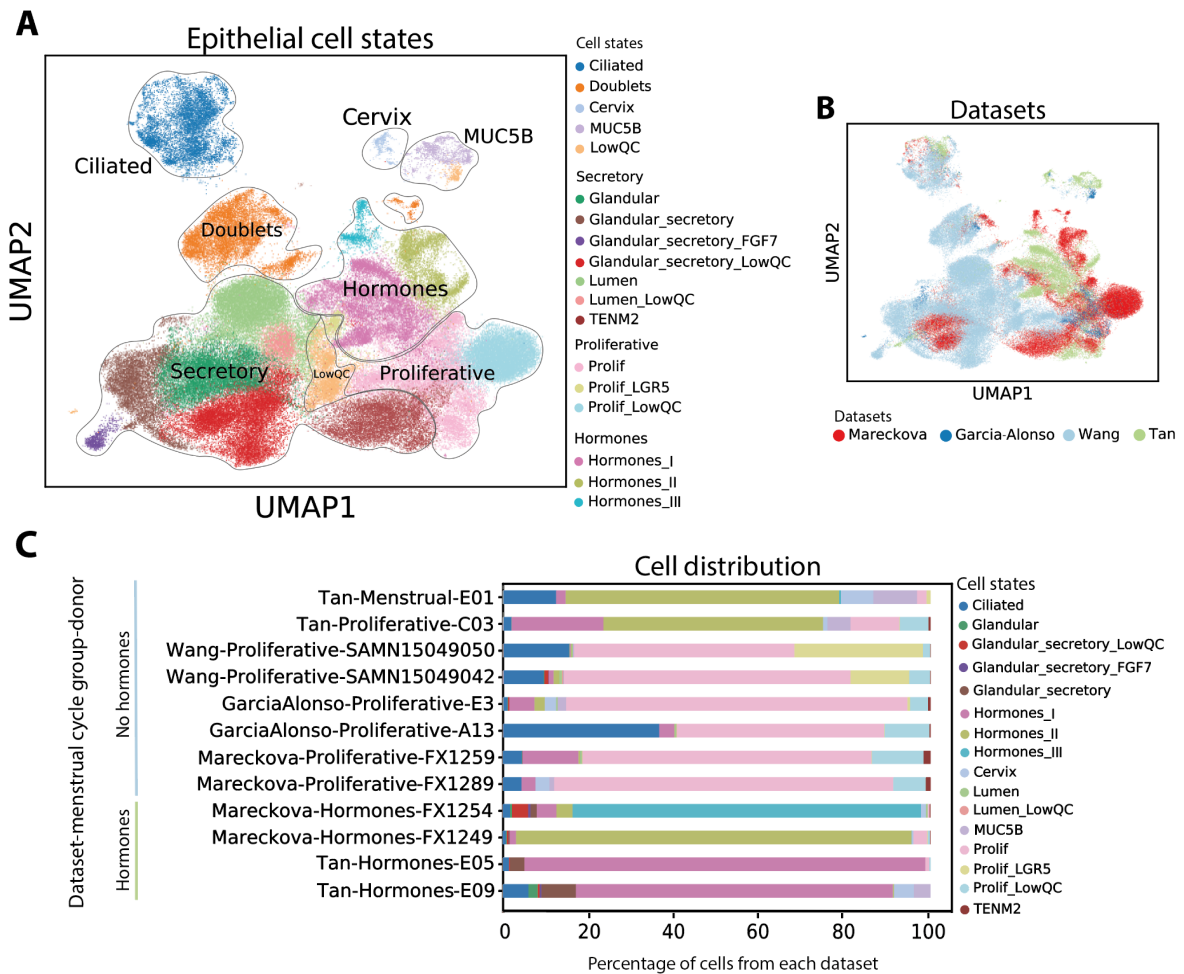 A
Epithelial cell states
UMAP2
UMAP1
Ciliated
Cervix
MUC5B
Doublets
Hormones
Secretory
LowQC
Proliferative
Cell states
Ciliated
Doublets
Cervix
MUC5B
LowQC
Secretory
Glandular
Glandular_secretory
Glandular_secretory_FGF7
Glandular_secretory_LowQC
Lumen
Lumen_LowQC
TENM2
Proliferative
Prolif
Prolif_LGR5
Prolif_LowQC
Hormones
Hormones_I
Hormones_II
Hormones_III
B
Datasets
UMAP2
UMAP1
Datasets
Mareckova
Garcia-Alonso
Wang
Tan
C
Cell distribution
Dataset-menstrual cycle group-donor
No hormones
Hormones
Tan-Menstrual-E01
Tan-Proliferative-C03
Wang-Proliferative-SAMN15049050
Wang-Proliferative-SAMN15049042
GarciaAlonso-Proliferative-E3
GarciaAlonso-Proliferative-A13
Mareckova-Proliferative-FX1259
Mareckova-Proliferative-FX1289
Mareckova-Hormones-FX1254
Mareckova-Hormones-FX1249
Tan-Hormones-E05
Tan-Hormones-E09
0 20 40 60 80 100
Percentage of cells from each dataset
Cell states
Ciliated
Glandular
Glandular_secretory_LowQC
Glandular_secretory_FGF7
Glandular_secretory
Hormones_I
Hormones_II
Hormones_III
Cervix
Lumen
Lumen_LowQC
MUC5B
Prolif
Prolif_LGR5
Prolif_LowQC
TENM2